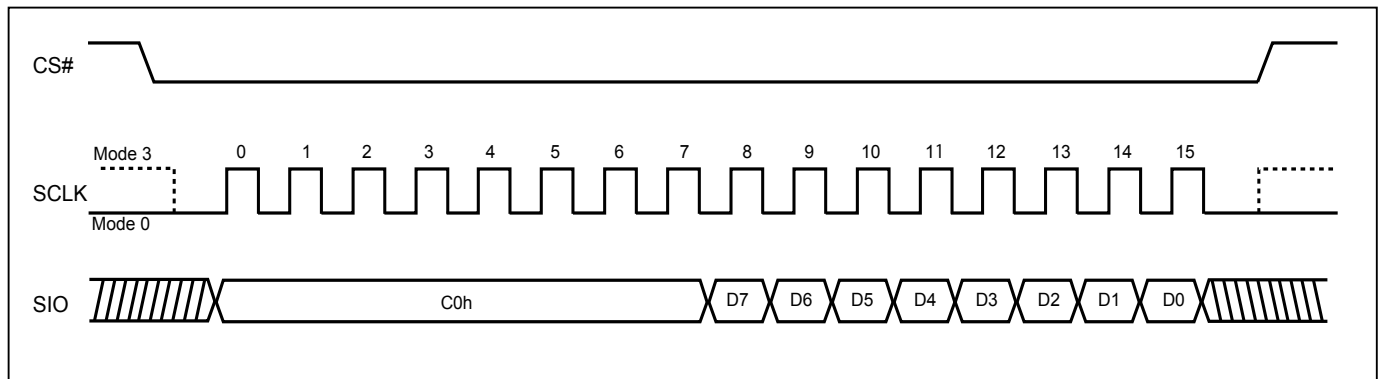 CS#
Mode 3
0 1 2 3 4 5 6 7 8 9 10 11 12 13 14 15
SCLK
Mode 0
SIO
C0h
D7 D6 D5 D4 D3 D2 D1 D0